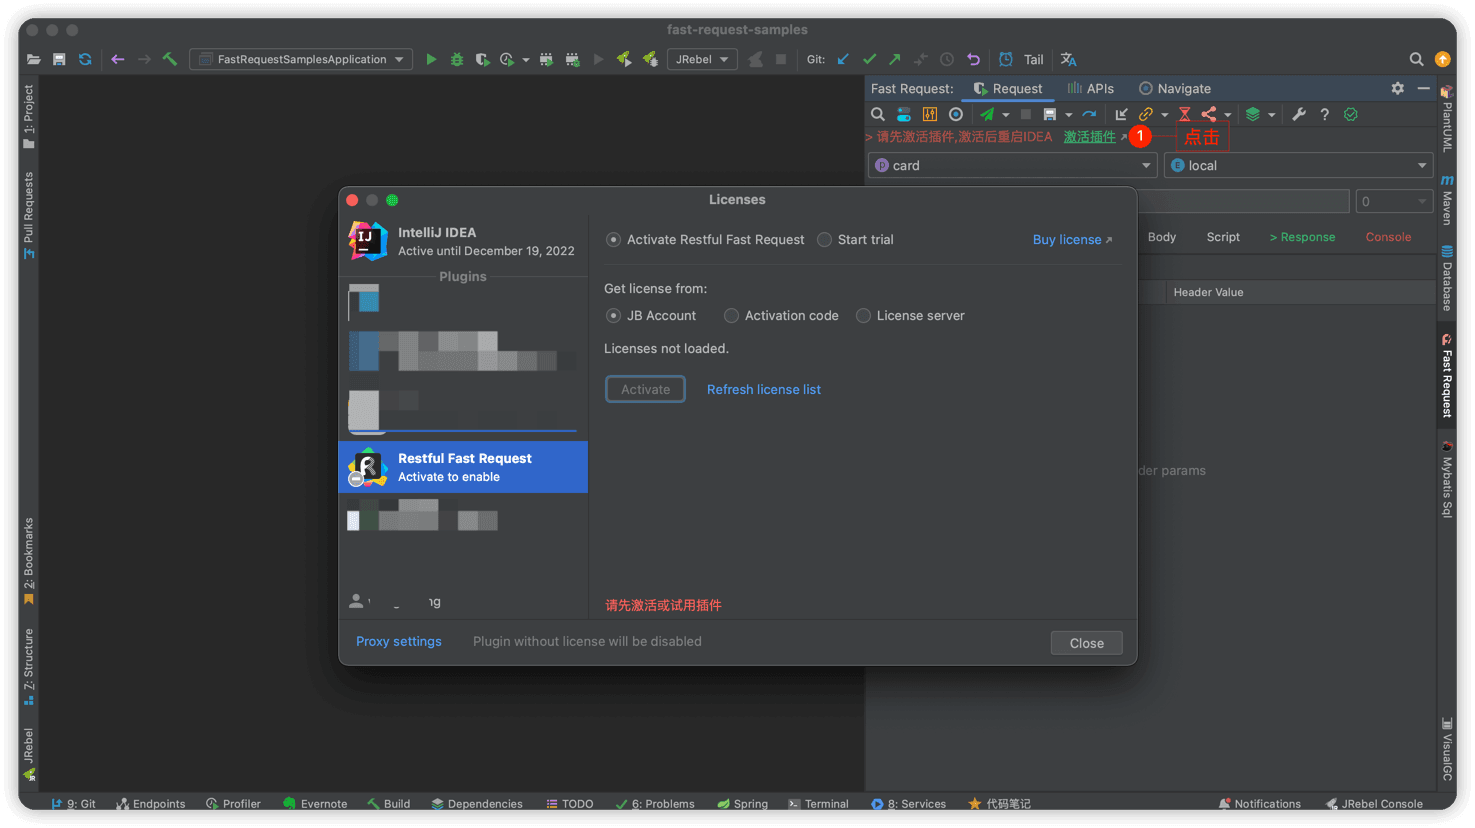 fast-request-samples
FastRequestSamplesApplication
JRebel
Git:
Tail
Fast Request:
Request
APIs
Navigate
> 请先激活插件,激活后重启IDEA 激活插件 ↗
1
点击
card
local
0
Body
Script
> Response
Console
Header Value
der params
Licenses
IntelliJ IDEA
Active until December 19, 2022
Plugins
Restful Fast Request
Activate to enable
Activate Restful Fast Request
Start trial
Buy license ↗
Get license from:
JB Account
Activation code
License server
Licenses not loaded.
Activate
Refresh license list
请先激活或试用插件
Proxy settings
Plugin without license will be disabled
Close
1: Project
Pull Requests
2: Bookmarks
7: Structure
JRebel
PlantUML
Maven
Database
Fast Request
Mybatis Sql
VisualGC
9: Git
Endpoints
Profiler
Evernote
Build
Dependencies
TODO
6: Problems
Spring
Terminal
8: Services
代码笔记
Notifications
JRebel Console